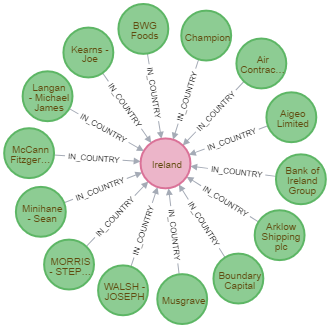 BWG
Foods
Champion
Air
Contrac...
Aigeo
Limited
Bank of
Ireland
Group
Arklow
Shipping
plc
Boundary
Capital
Musgrave
WALSH -
JOSEPH
MORRIS
- STEP...
Minihane
- Sean
McCann
Fitzger...
Langan
- Michael
James
Kearns -
Joe
Ireland
IN_COUNTRY
IN_COUNTRY
IN_COUNTRY
IN_COUNTRY
IN_COUNTRY
IN_COUNTRY
IN_COUNTRY
IN_COUNTRY
IN_COUNTRY
IN_COUNTRY
IN_COUNTRY
IN_COUNTRY
IN_COUNTRY
IN_COUNTRY